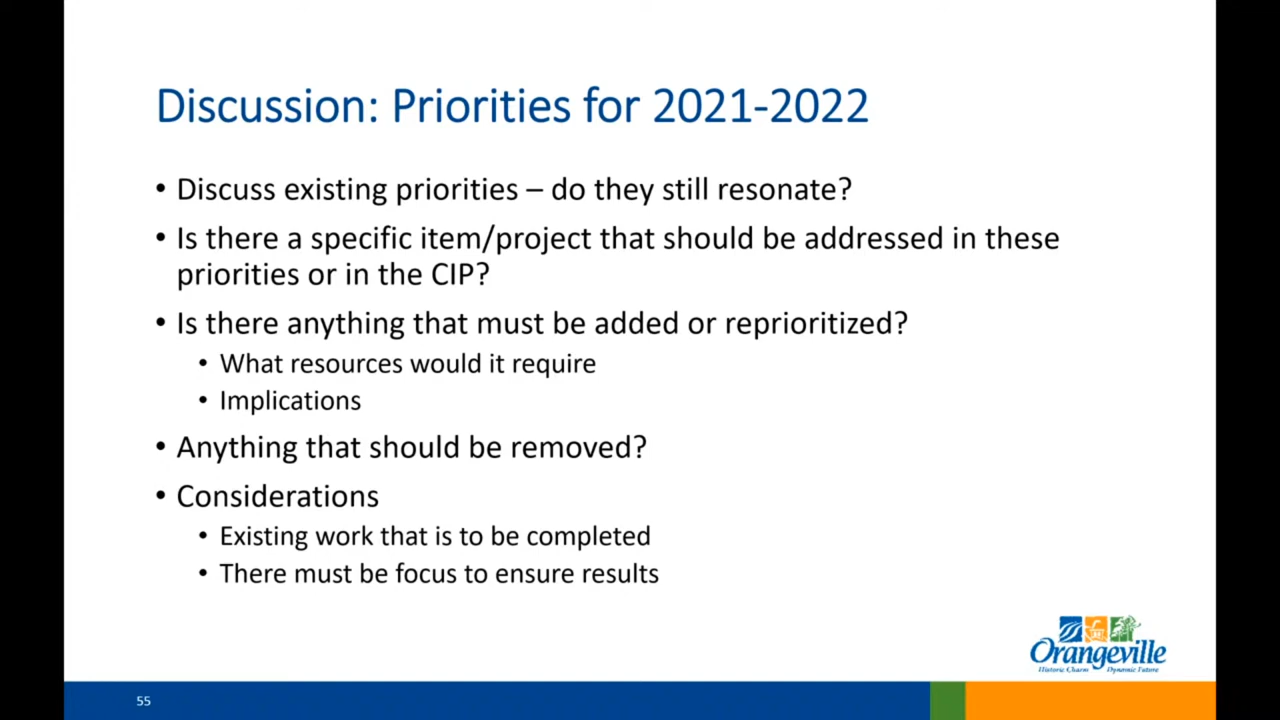 Discussion: Priorities for 2021-2022
• Discuss existing priorities – do they still resonate?
• Is there a specific item/project that should be addressed in these
priorities or in the CIP?
• Is there anything that must be added or reprioritized?
• What resources would it require
• Implications
• Anything that should be removed?
• Considerations
• Existing work that is to be completed
• There must be focus to ensure results
Orangeville
Historic Charm Dynamic Future
55